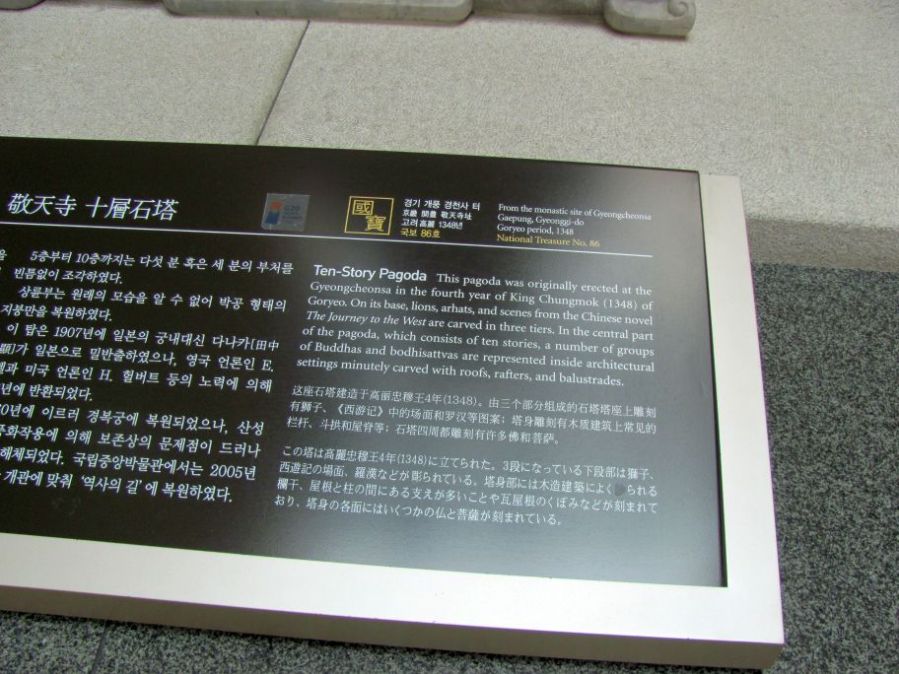 敬天寺 十層石塔
G20
國寶
경기 개풍 경천사 터
京畿 開豊 敬天寺址
고려 高麗 1348년
국보 86호
From the monastic site of Gyeongcheonsa
Gaepung, Gyeonggi-do
Goryeo period, 1348
National Treasure No. 86
5층부터 10층까지는 다섯 분 혹은 세 분의 부처를
빈틈없이 조각하였다.
상륜부는 원래의 모습을 알 수 없어 박공 형태의
지붕만을 복원하였다.
이 탑은 1907년에 일본의 궁내대신 다나카[田中
顯]가 일본으로 밀반출하였으나, 영국 언론인 E.
과 미국 언론인 H. 헐버트 등의 노력에 의해
년에 반환되었다.
0년에 이르러 경복궁에 복원되었으나, 산성
화작용에 의해 보존상의 문제점이 드러나
해체되었다. 국립중앙박물관에서는 2005년
개관에 맞춰 '역사의 길'에 복원하였다.
Ten-Story Pagoda This pagoda was originally erected at the
Gyeongcheonsa in the fourth year of King Chungmok (1348) of
Goryeo. On its base, lions, arhats, and scenes from the Chinese novel
The Journey to the West are carved in three tiers. In the central part
of the pagoda, which consists of ten stories, a number of groups
of Buddhas and bodhisattvas are represented inside architectural
settings minutely carved with roofs, rafters, and balustrades.
这座石塔建造于高丽忠穆王4年(1348)。由三个部分组成的石塔塔座上雕刻
有狮子、《西游记》中的场面和罗汉等图案；塔身雕刻有木质建筑上常见的
栏杆、斗拱和屋脊等；石塔四周都雕刻有许多佛和菩萨。
この塔は高麗忠穆王4年(1348)に立てられた。3段になっている下段部は獅子、
西遊記の場面、羅漢などが彫られている。塔身部には木造建築によく られる
欄干、屋根と柱の間にある支えが多いことや瓦屋根のくぼみなどが刻まれて
おり、塔身の各面にはいくつかの仏と菩薩が刻まれている。